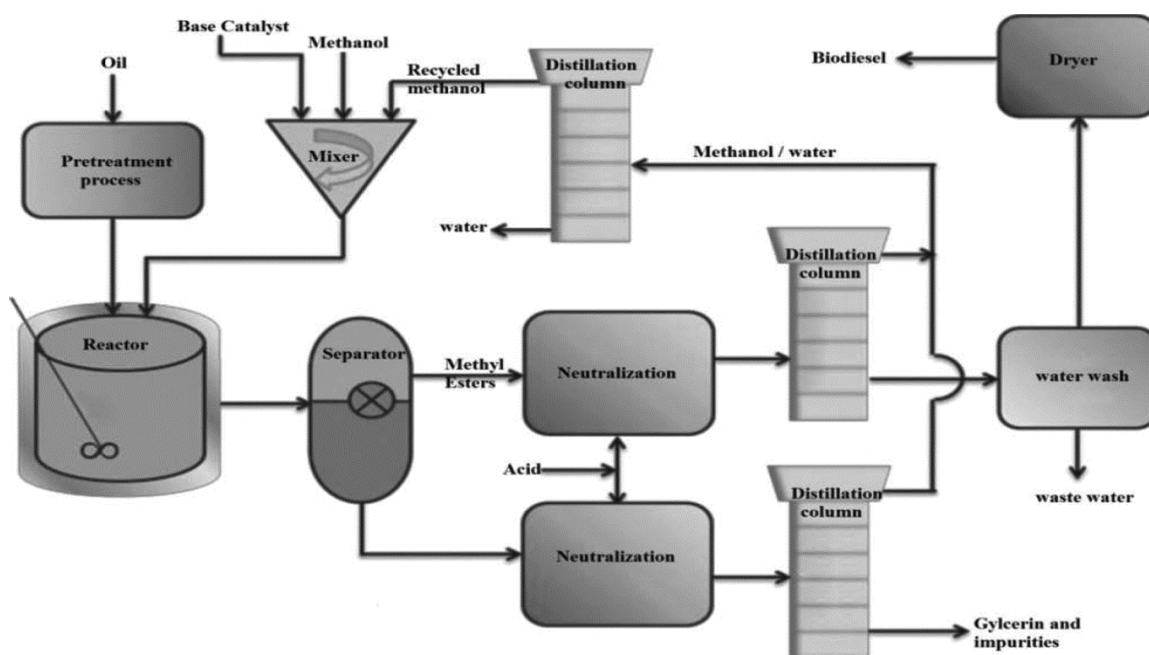 Base Catalyst
Methanol
Oil
Recycled
methanol
Distillation
column
Biodiesel
Dryer
Pretreatment
process
Mixer
Methanol / water
water
Distillation
column
Reactor
Separator
Methyl
Esters
Neutralization
water wash
Acid
waste water
Distillation
column
Neutralization
Gylcerin and
impurities